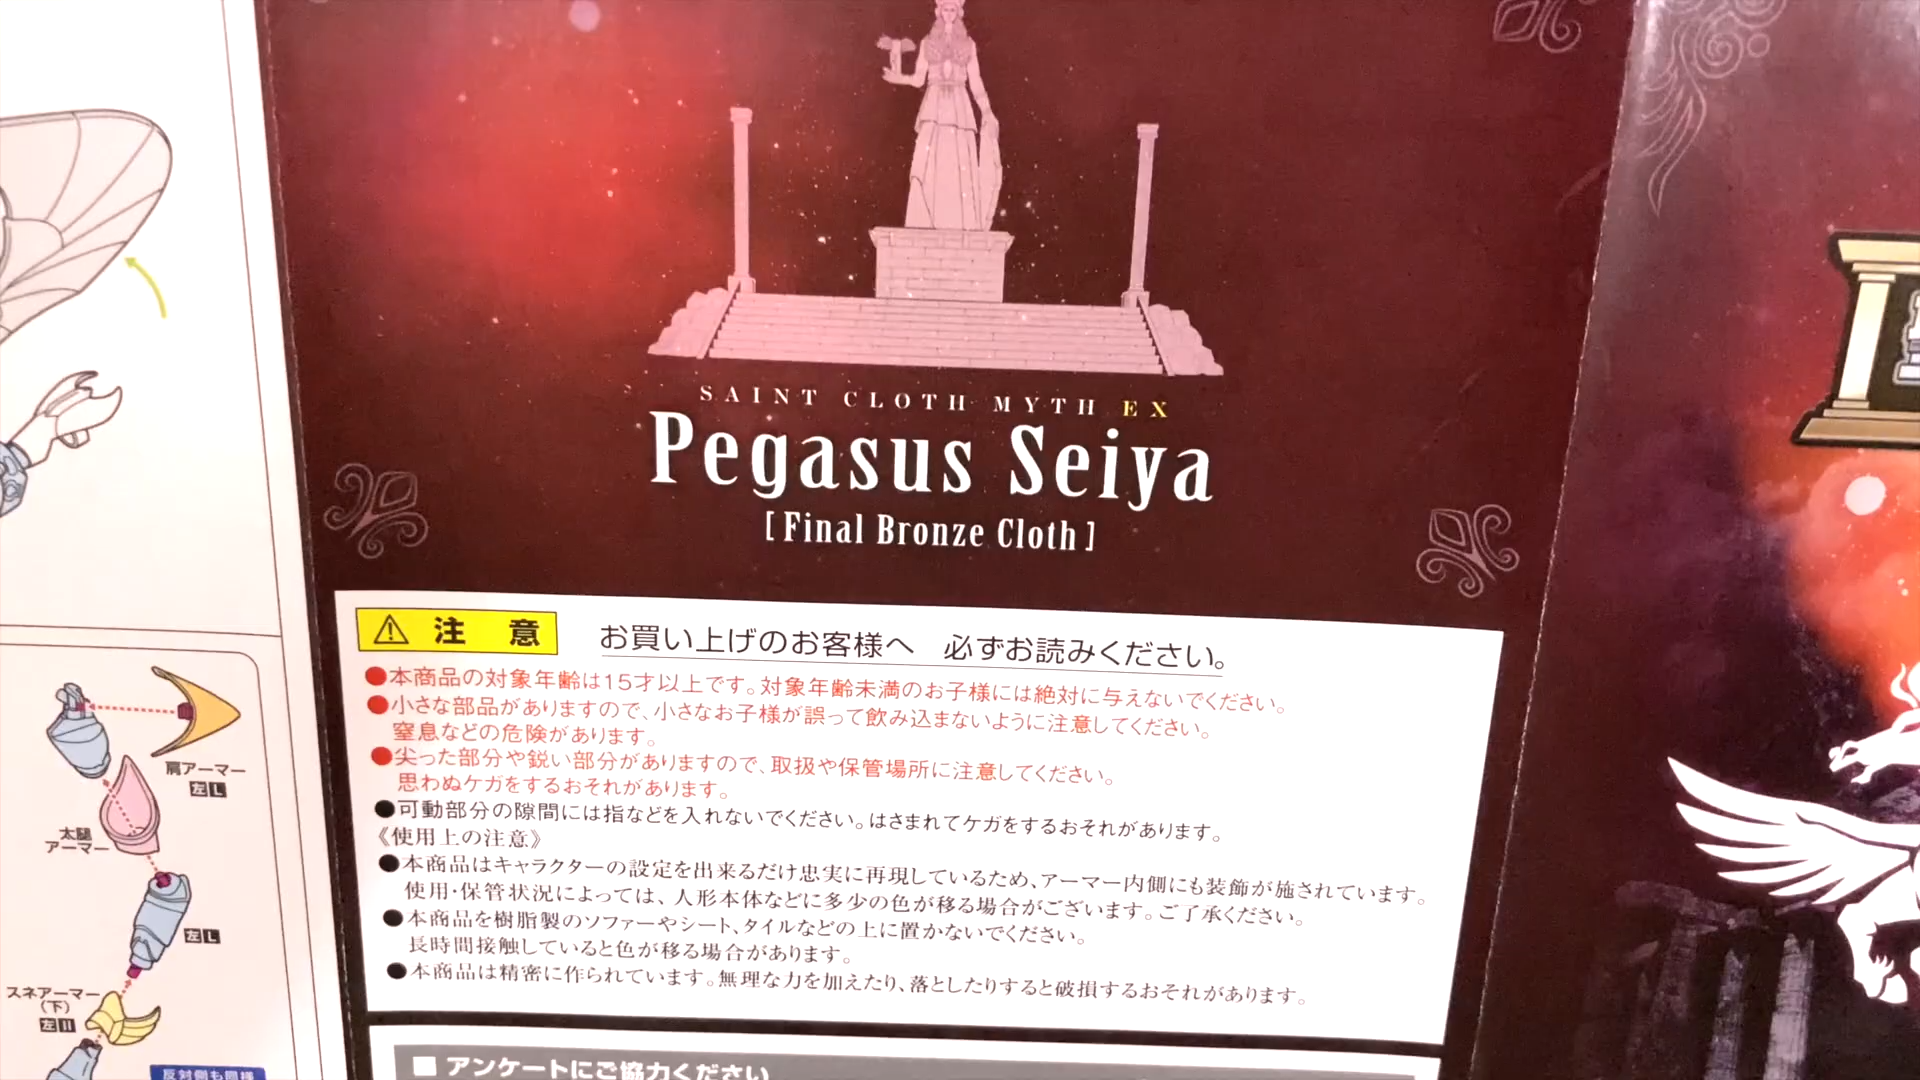 SAINT CLOTH MYTH EX
Pegasus Seiya
[Final Bronze Cloth]
⚠ 注 意
お買い上げのお客様へ 必ずお読みください。
●本商品の対象年齢は15才以上です。対象年齢未満のお子様には絶対に与えないでください。
●小さな部品がありますので、小さなお子様が誤って飲み込まないように注意してください。
窒息などの危険があります。
●尖った部分や鋭い部分がありますので、取扱や保管場所に注意してください。
思わぬケガをするおそれがあります。
●可動部分の隙間には指などを入れないでください。はさまれてケガをするおそれがあります。
《使用上の注意》
●本商品はキャラクターの設定を出来るだけ忠実に再現しているため、アーマー内側にも装飾が施されています。
使用・保管状況によっては、人形本体などに多少の色が移る場合がございます。ご了承ください。
●本商品を樹脂製のソファーやシート、タイルなどの上に置かないでください。
長時間接触していると色が移る場合があります。
●本商品は精密に作られています。無理な力を加えたり、落としたりすると破損するおそれがあります。
■ アンケートにご協力ください
肩アーマー
左 L
太腿
アーマー
左 L
スネアーマー
(下)
左 II
反対側も同様